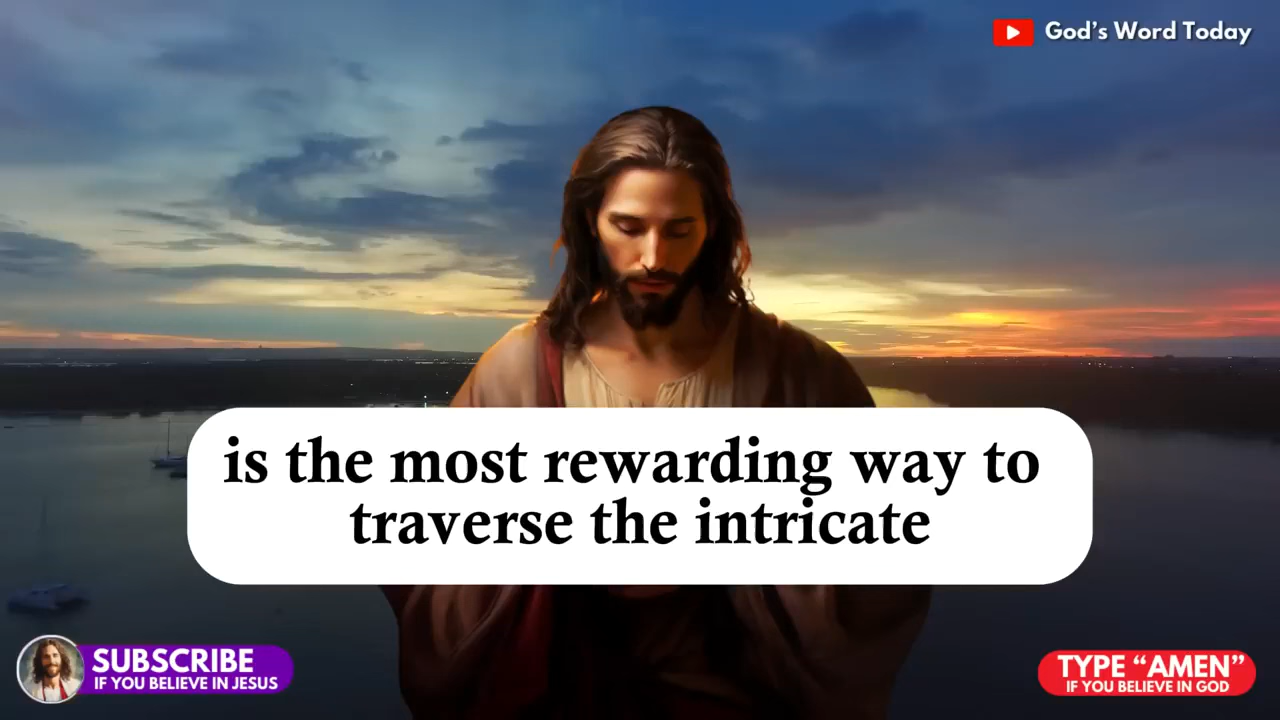 God's Word Today
is the most rewarding way to
traverse the intricate
SUBSCRIBE
IF YOU BELIEVE IN JESUS
TYPE “AMEN”
IF YOU BELIEVE IN GOD